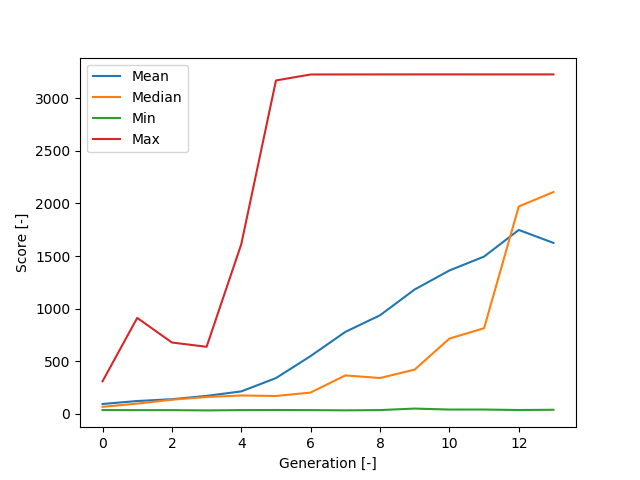 Mean
Median
Min
Max
3000
2500
2000
1500
1000
500
0
Score [-]
0 2 4 6 8 10 12
Generation [-]